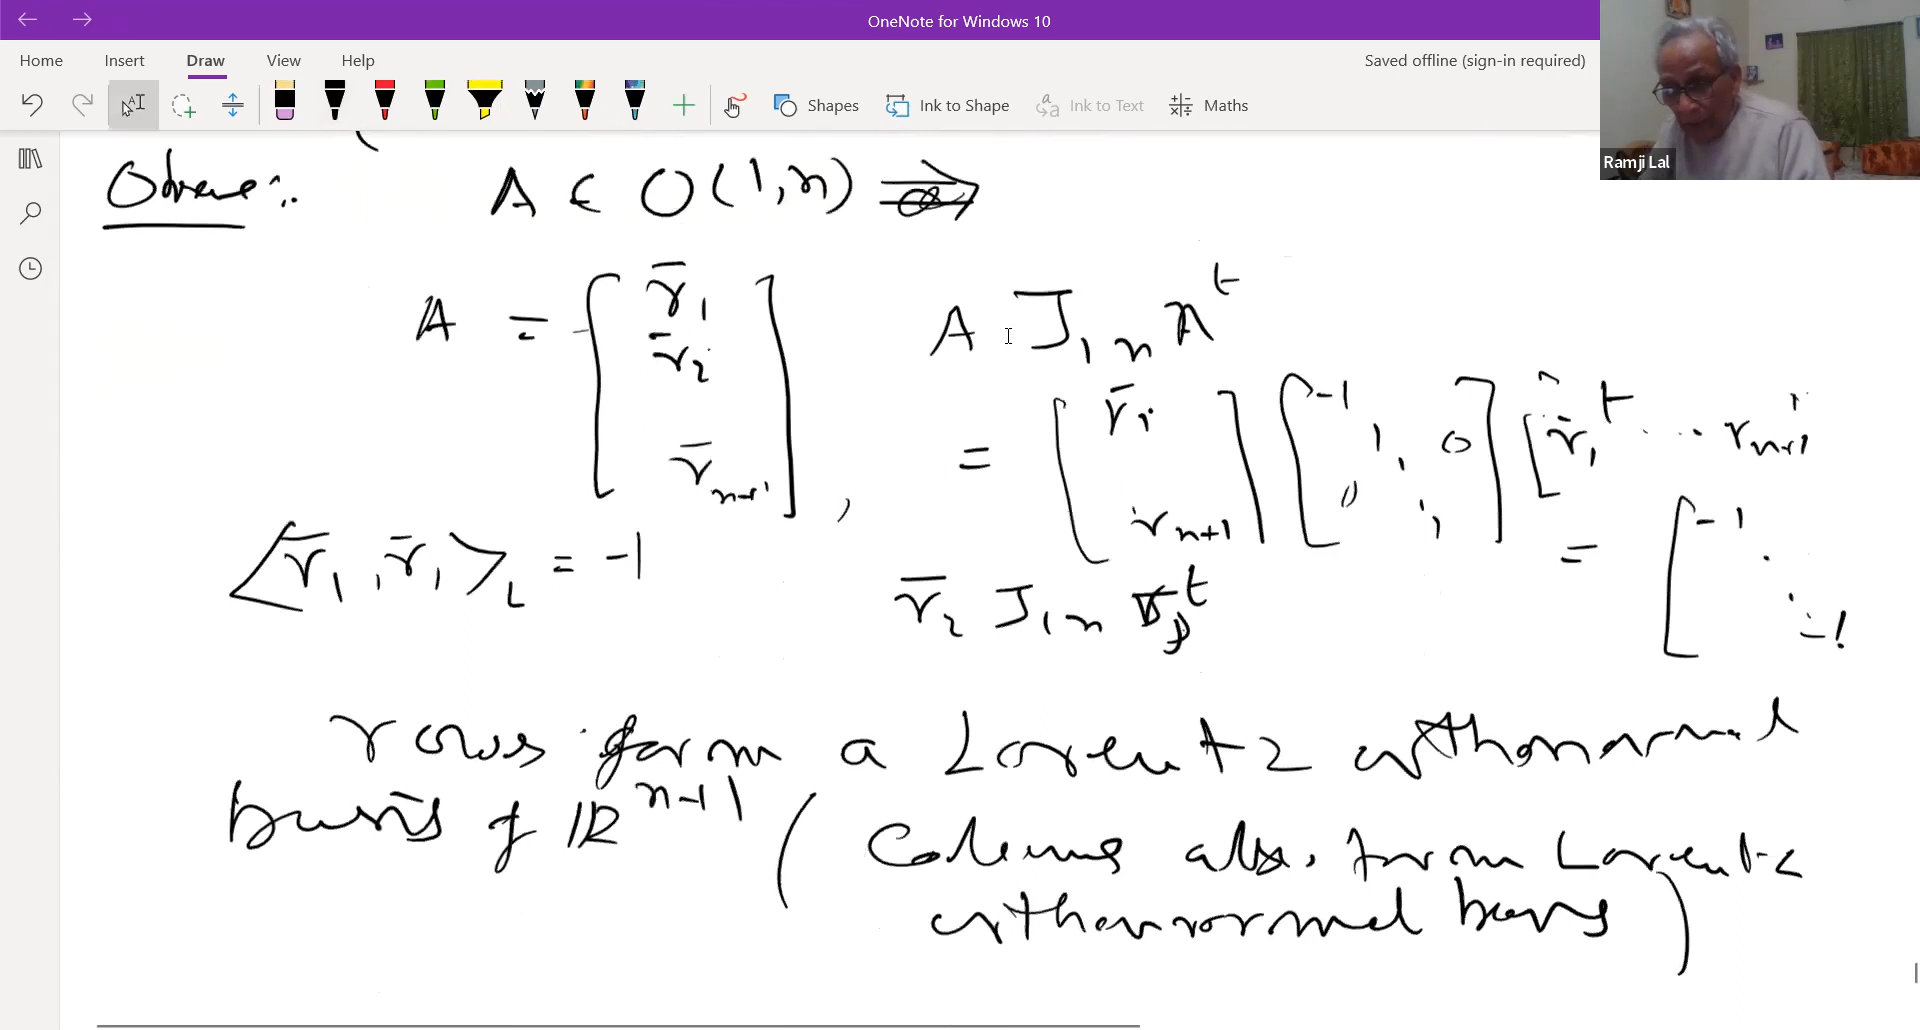 OneNote for Windows 10
Home Insert Draw View Help
Saved offline (sign-in required)
Shapes Ink to Shape Ink to Text Maths
Ramji Lal
Observe:.
A ∈ O(1,n) ⇒
A = [ r̄₁ r̄₂ r̄ₙ₊₁ ] , A J₁ₙ Aᵗ
= [ r̄₁ rₙ₊₁ ] [ -1 1 0 0 1 ] [ r̄₁ᵗ ... rₙ₊₁ᵗ
<r̄₁, r̄₁>_L = -1
= [ -1
r̄₂ J₁ₙ
rows form a Lorentz orthonormal
basis of ℝⁿ⁺¹ ( Columns also form Lorentz
orthonormal basis )